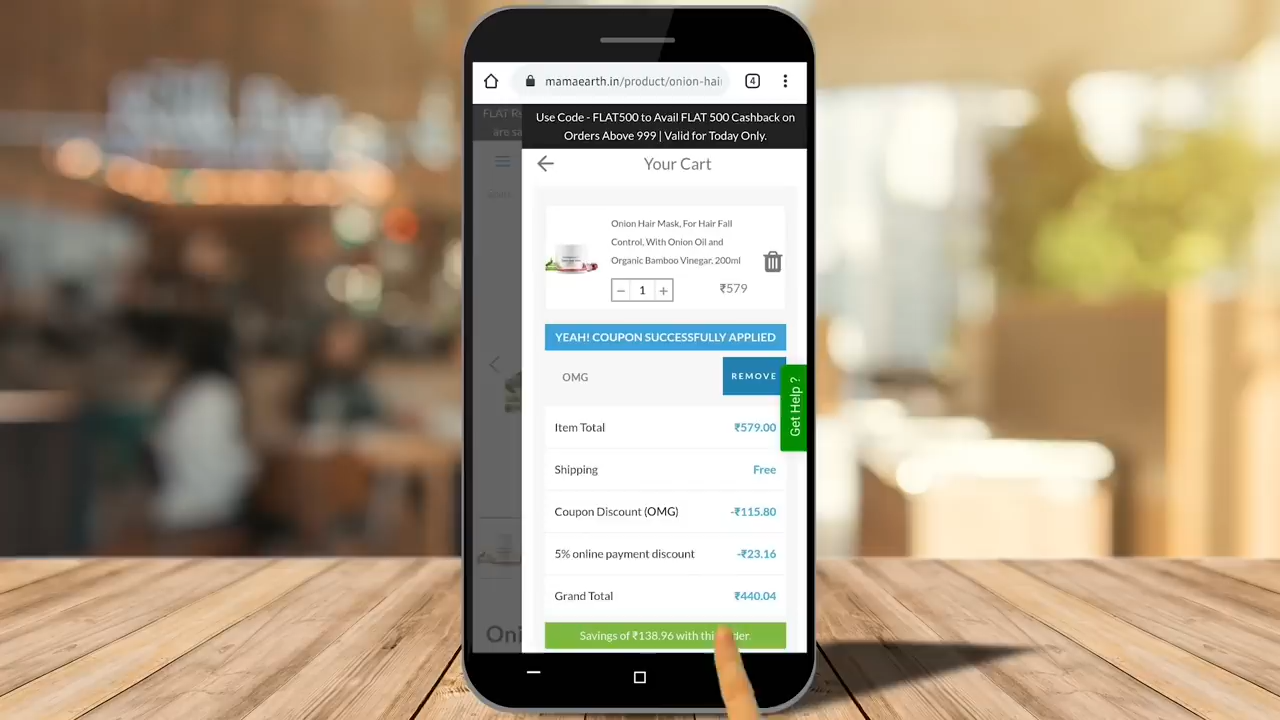 mamaearth.in/product/onion-hai
4
FLAT R
are sa
Use Code - FLAT500 to Avail FLAT 500 Cashback on
Orders Above 999 | Valid for Today Only.
Your Cart
Onion Hair Mask, For Hair Fall
Control, With Onion Oil and
Organic Bamboo Vinegar, 200ml
− 1 +
₹579
YEAH! COUPON SUCCESSFULLY APPLIED
OMG
REMOVE
Get Help ?
Item Total ₹579.00
Shipping Free
Coupon Discount (OMG) -₹115.80
5% online payment discount -₹23.16
Grand Total ₹440.04
Oni
Savings of ₹138.96 with this order